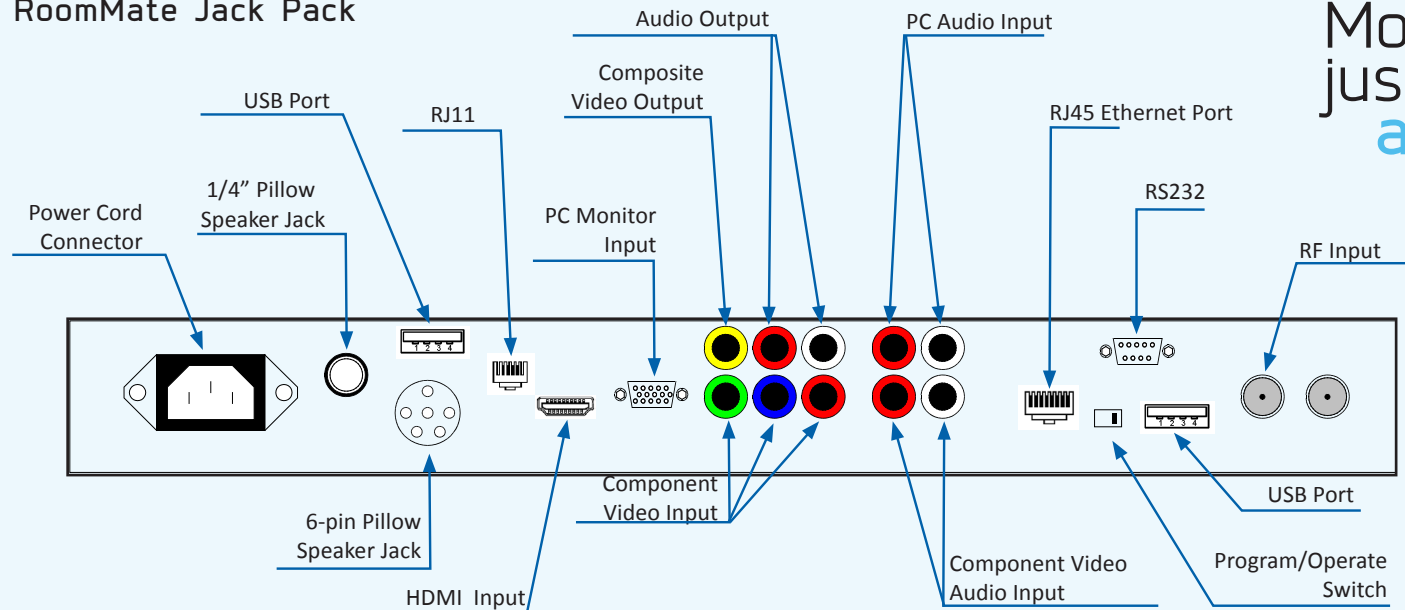 RoomMate Jack Pack
Mo
jus
a
Audio Output
PC Audio Input
Composite
Video Output
USB Port
RJ11
RJ45 Ethernet Port
1/4” Pillow
Speaker Jack
Power Cord
Connector
PC Monitor
Input
RS232
RF Input
1 2 3 4
1 2 3 4
Component
Video Input
6-pin Pillow
Speaker Jack
HDMI Input
Component Video
Audio Input
USB Port
Program/Operate
Switch